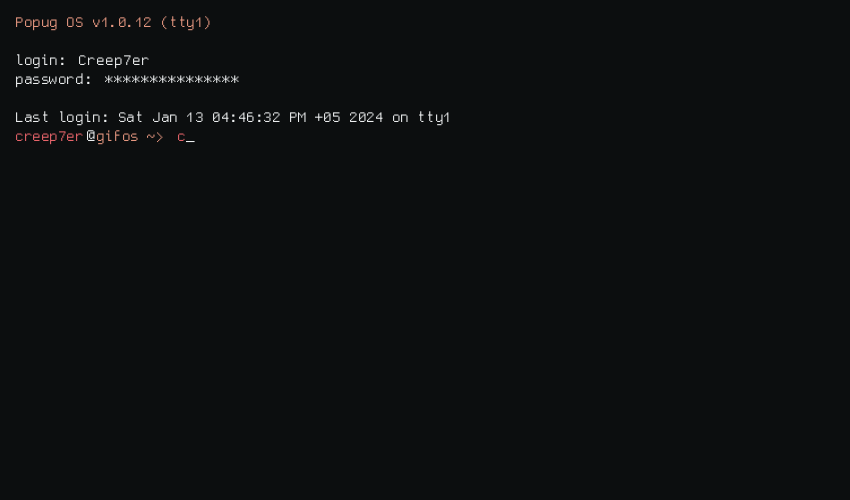 Popug OS v1.0.12 (tty1)
login: Creep7er
password: ***************
Last login: Sat Jan 13 04:46:32 PM +05 2024 on tty1
creep7er@gifos ~> c_